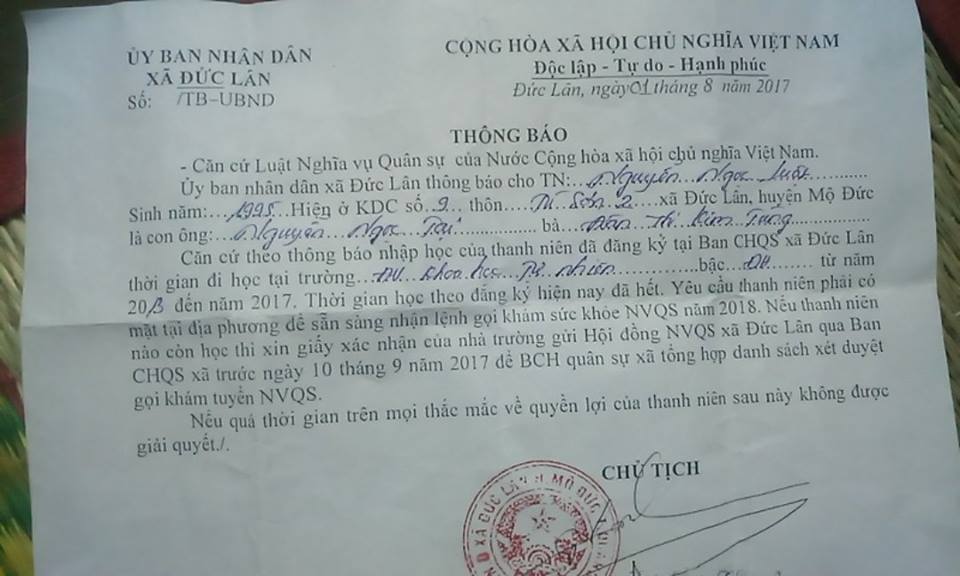 ỦY BAN NHÂN DÂN
XÃ ĐỨC LÂN
Số: /TB-UBND
CỘNG HÒA XÃ HỘI CHỦ NGHĨA VIỆT NAM
Độc lập - Tự do - Hạnh phúc
Đức Lân, ngày 01 tháng 8 năm 2017
THÔNG BÁO
- Căn cứ Luật Nghĩa vụ Quân sự của Nước Cộng hòa xã hội chủ nghĩa Việt Nam.
Ủy ban nhân dân xã Đức Lân thông báo cho TN:...Nguyễn Ngọc
Sinh năm:...1995...Hiện ở KDC số..9...thôn...Tú Sơn 2....xã Đức Lân, huyện Mộ Đức
là con ông:...Nguyễn Ngọc Tại................ bà......Thị Kim Tùng................
Căn cứ theo thông báo nhập học của thanh niên đã đăng ký tại Ban CHQS xã Đức Lân
thời gian đi học tại trường...ĐH. Khoa học Tự nhiên..............bậc...ĐH........ từ năm
2013 đến năm 2017. Thời gian học theo đăng ký hiện nay đã hết. Yêu cầu thanh niên phải có
mặt tại địa phương để sẵn sàng nhận lệnh gọi khám sức khỏe NVQS năm 2018. Nếu thanh niên
nào còn học thì xin giấy xác nhận của nhà trường gửi Hội đồng NVQS xã Đức Lân qua Ban
CHQS xã trước ngày 10 tháng 9 năm 2017 để BCH quân sự xã tổng hợp danh sách xét duyệt
gọi khám tuyển NVQS.
Nếu quá thời gian trên mọi thắc mắc về quyền lợi của thanh niên sau này không được
giải quyết./.
CHỦ TỊCH
XÃ ĐỨC LÂN H. MỘ ĐỨC